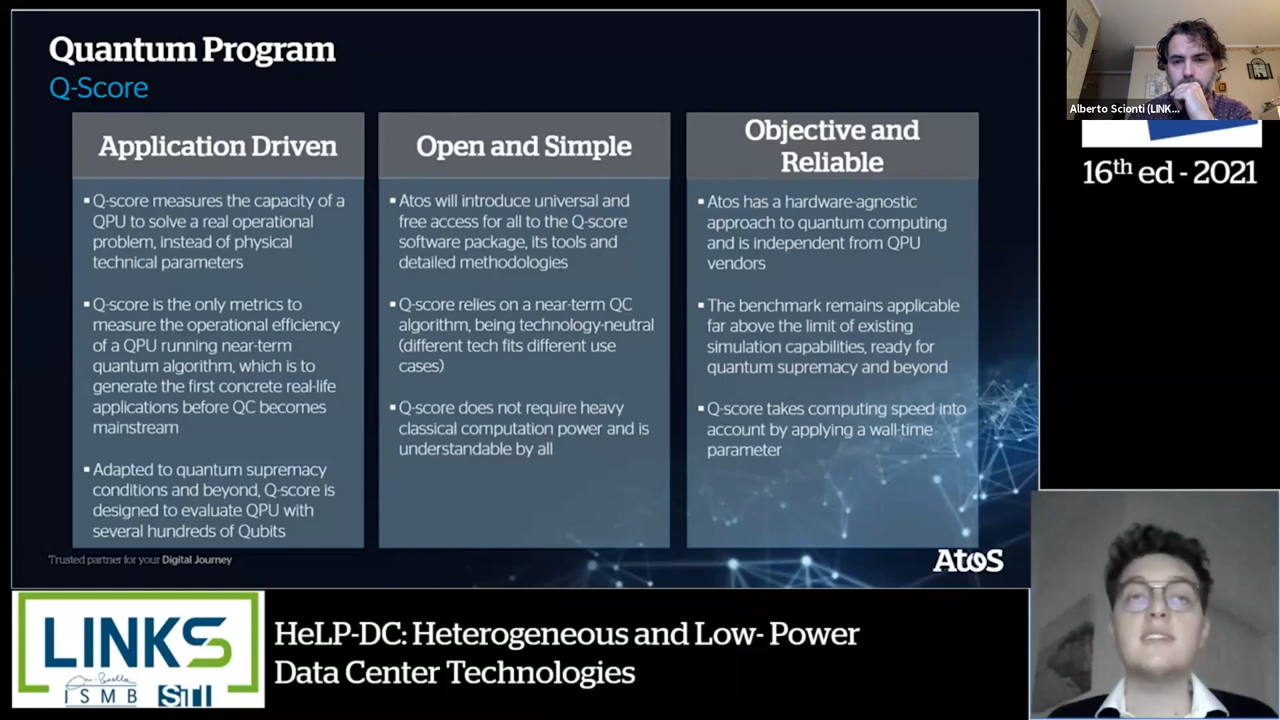 Quantum Program
Q-Score
Application Driven
▪ Q-score measures the capacity of a
QPU to solve a real operational
problem, instead of physical
technical parameters
▪ Q-score is the only metrics to
measure the operational efficiency
of a QPU running near-term
quantum algorithm, which is to
generate the first concrete real-life
applications before QC becomes
mainstream
▪ Adapted to quantum supremacy
conditions and beyond, Q-score is
designed to evaluate QPU with
several hundreds of Qubits
Open and Simple
▪ Atos will introduce universal and
free access for all to the Q-score
software package, its tools and
detailed methodologies
▪ Q-score relies on a near-term QC
algorithm, being technology-neutral
(different tech fits different use
cases)
▪ Q-score does not require heavy
classical computation power and is
understandable by all
Objective and
Reliable
▪ Atos has a hardware-agnostic
approach to quantum computing
and is independent from QPU
vendors
▪ The benchmark remains applicable
far above the limit of existing
simulation capabilities, ready for
quantum supremacy and beyond
▪ Q-score takes computing speed into
account by applying a wall-time
parameter
Trusted partner for your Digital Journey
Atos
Alberto Scionti (LINK...
16th ed - 2021
LINKS
ISMB
HeLP-DC: Heterogeneous and Low- Power
Data Center Technologies